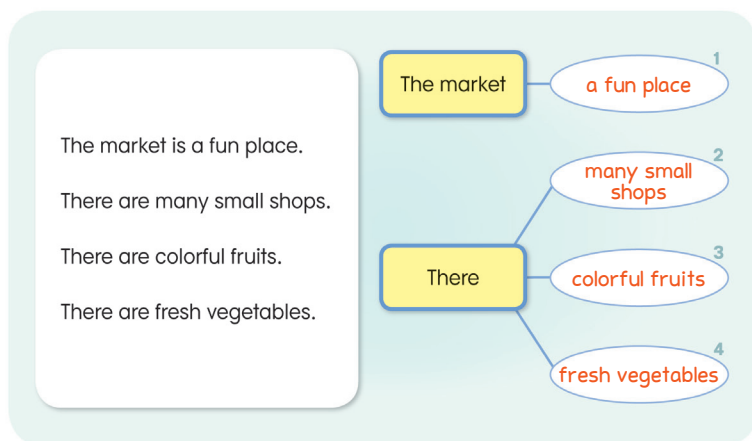 The market is a fun place.
There are many small shops.
There are colorful fruits.
There are fresh vegetables.
The market
1
a fun place
There
2
many small
shops
3
colorful fruits
4
fresh vegetables